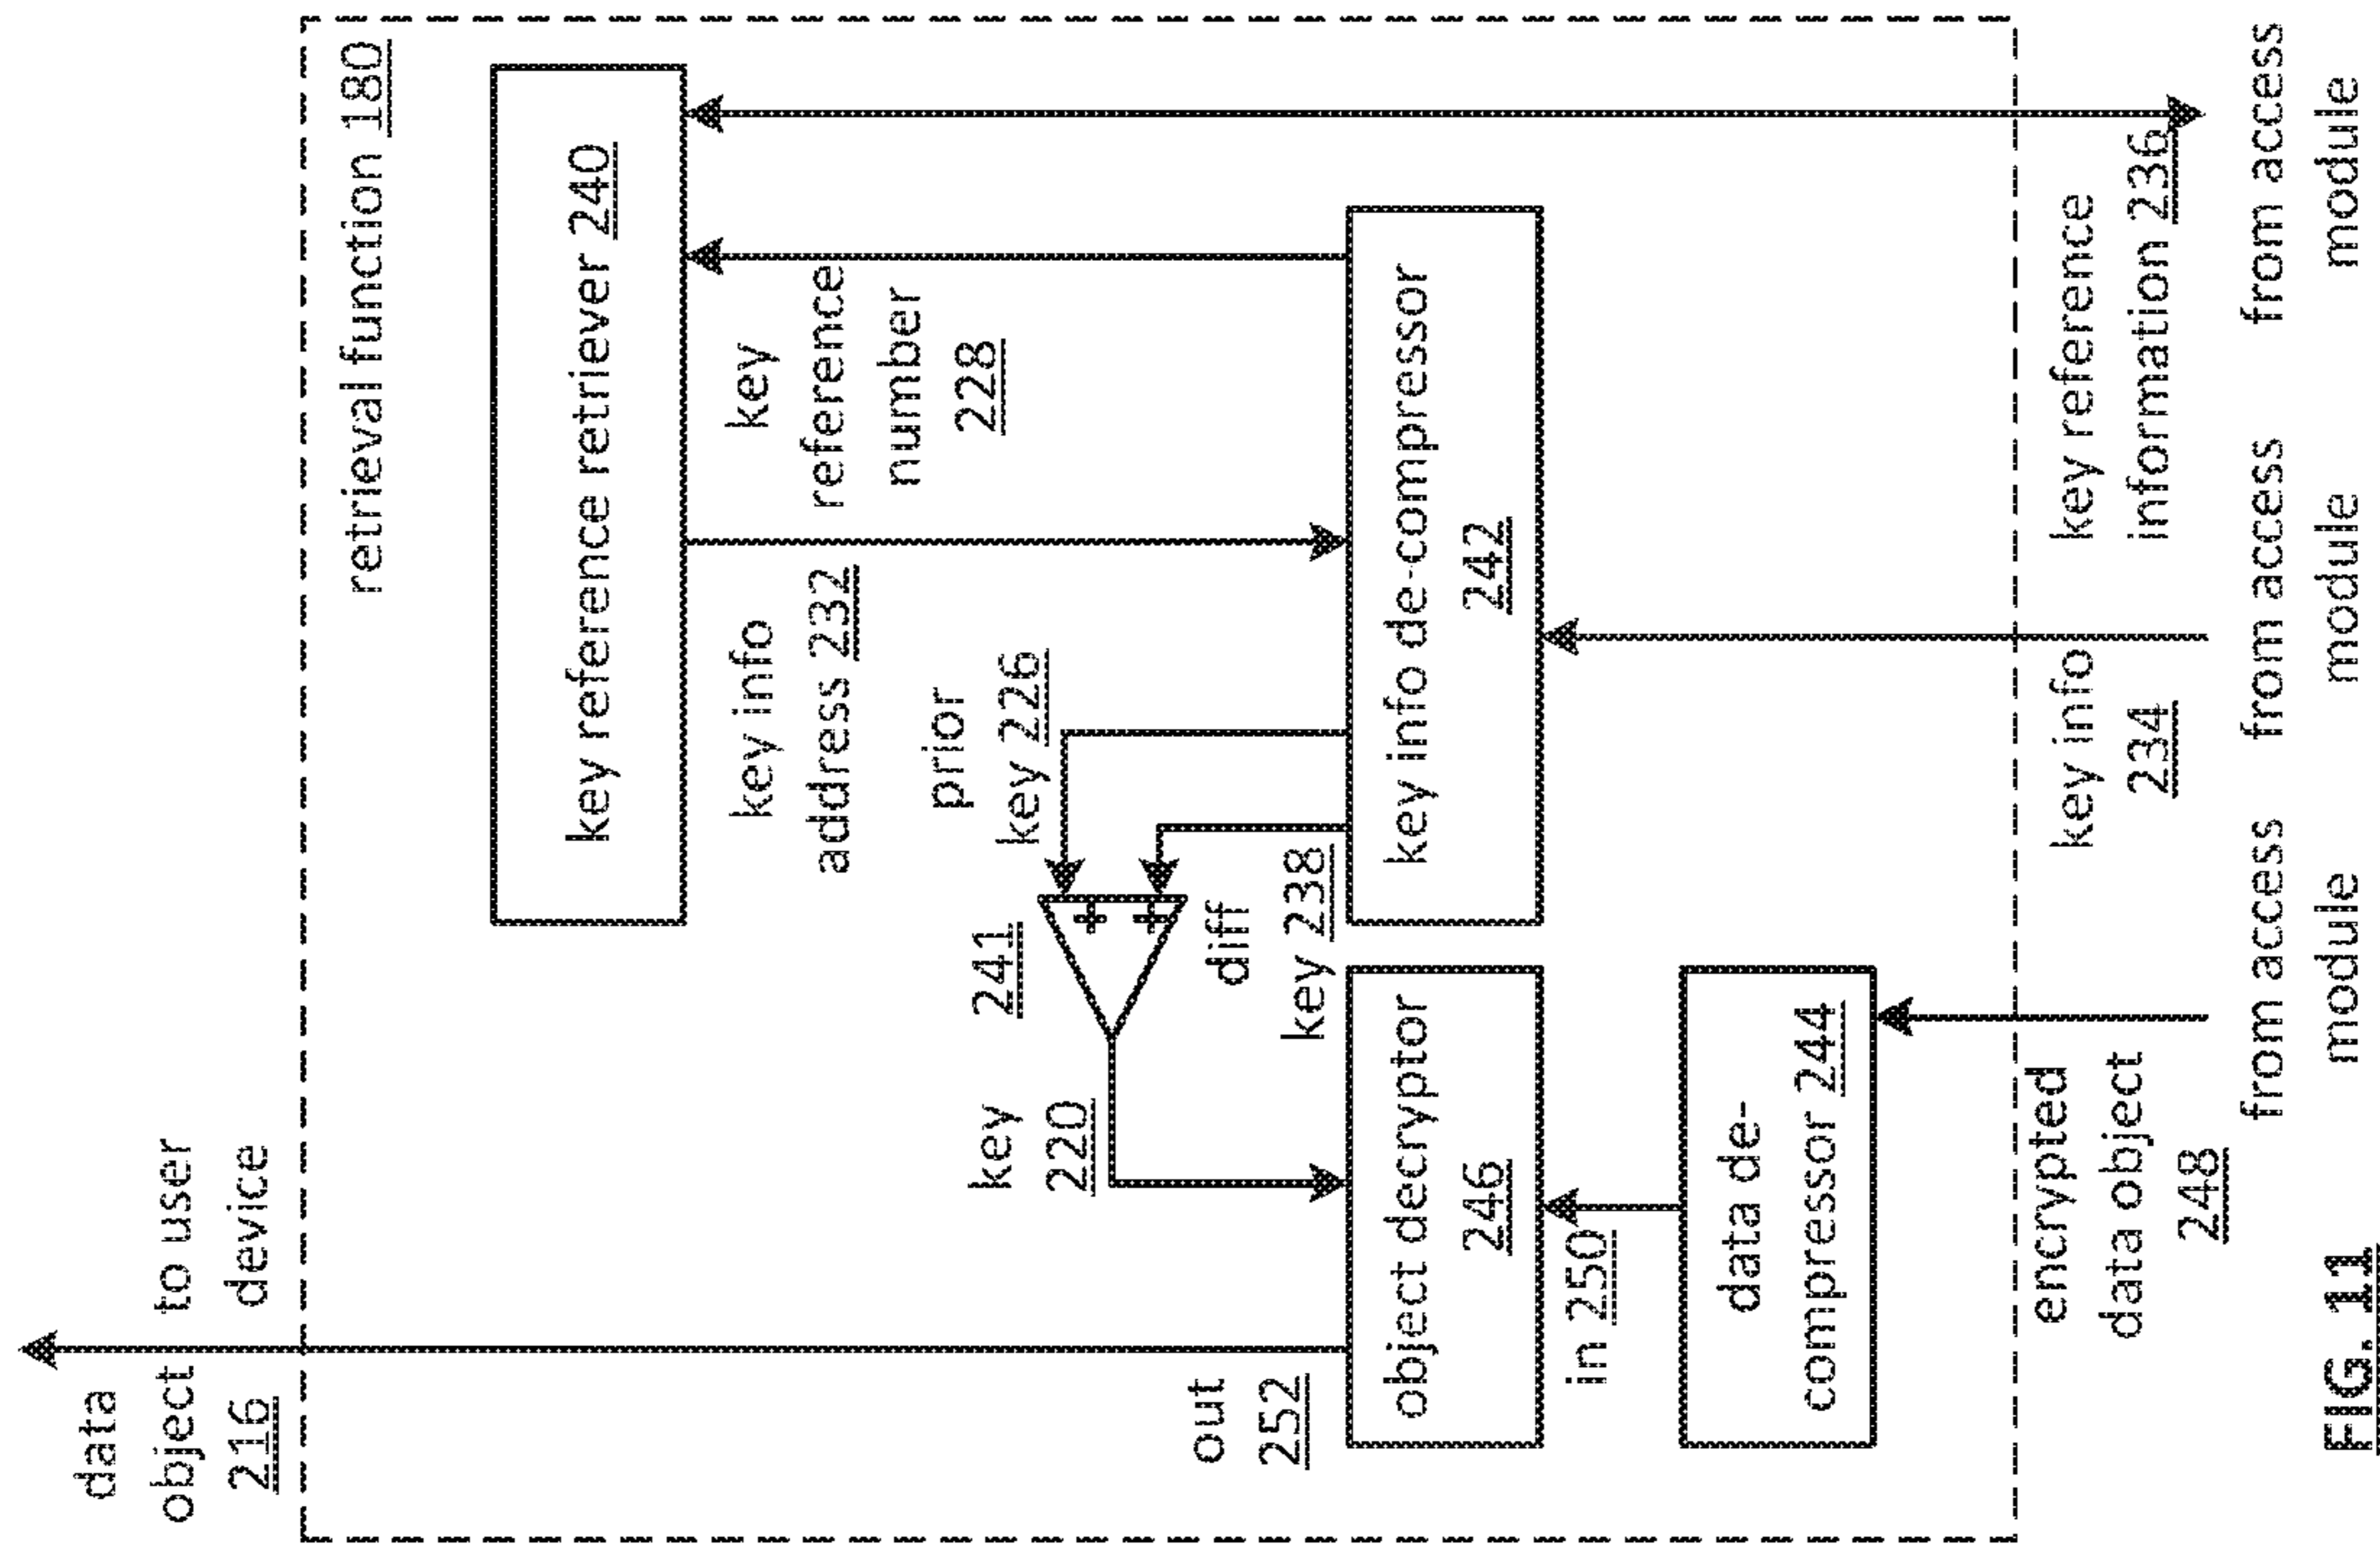 data
object
216
to user
device
retrieval function 180
key reference retriever 240
key info
address 232
key
reference
number
228
prior
key 226
241
key
220
diff
key 238
out
252
object decryptor
246
key info de-compressor
242
in 250
data de-
compressor 244
encrypted
data object
248
key info
234
key reference
information 236
from access
module
from access
module
from access
module
FIG. 11